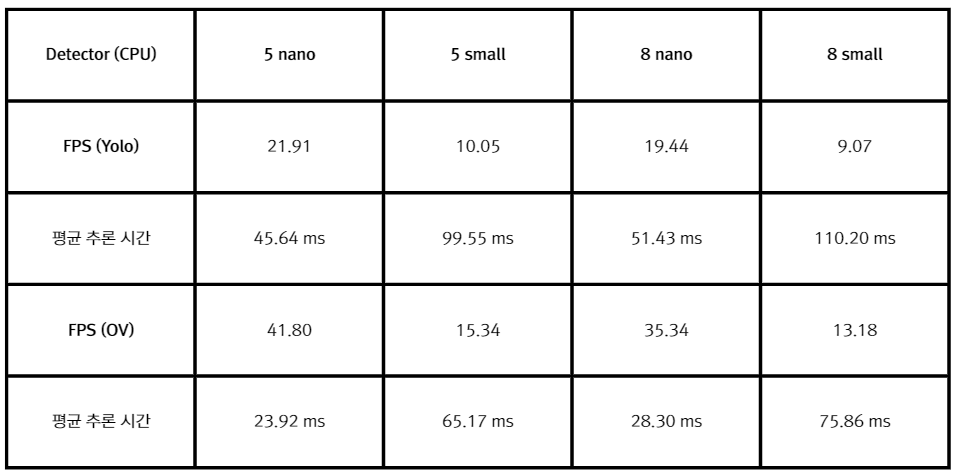 Detector (CPU) 5 nano 5 small 8 nano 8 small
FPS (Yolo) 21.91 10.05 19.44 9.07
평균 추론 시간 45.64 ms 99.55 ms 51.43 ms 110.20 ms
FPS (OV) 41.80 15.34 35.34 13.18
평균 추론 시간 23.92 ms 65.17 ms 28.30 ms 75.86 ms